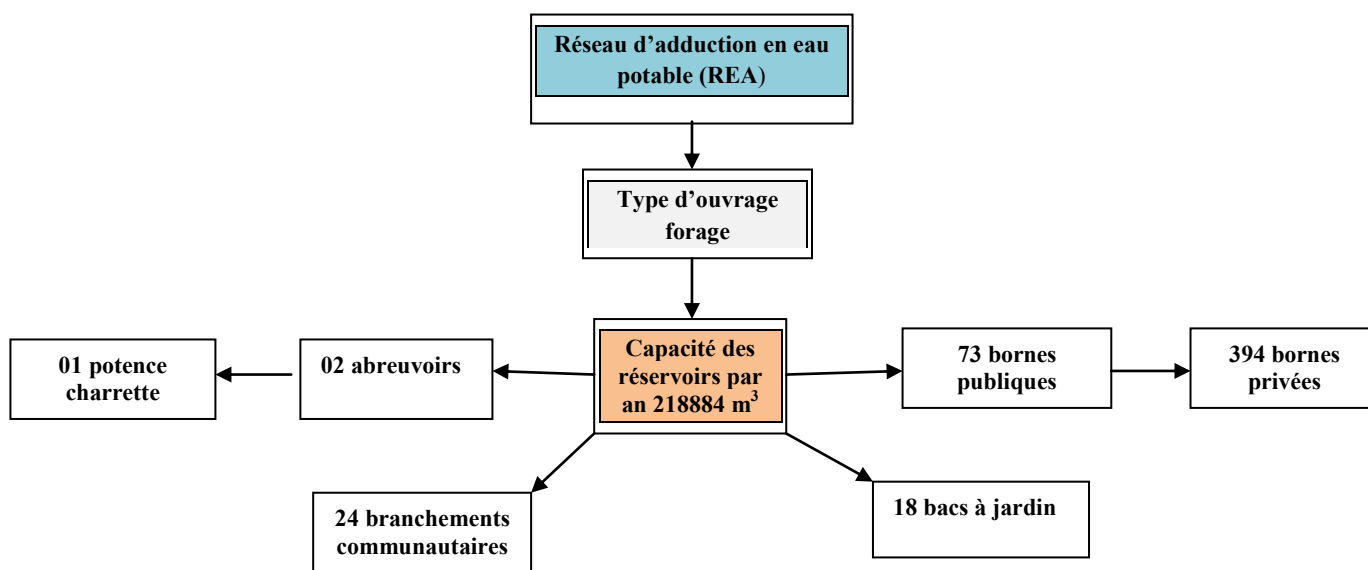 Réseau d’adduction en eau
potable (REA)
Type d’ouvrage
forage
01 potence
charrette
02 abreuvoirs
Capacité des
réservoirs par
an 218884 m³
73 bornes
publiques
394 bornes
privées
24 branchements
communautaires
18 bacs à jardin